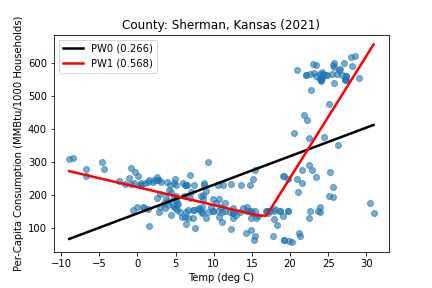 County: Sherman, Kansas (2021)
PW0 (0.266)
PW1 (0.568)
Per-Capita Consumption (MMBtu/1000 Households)
600
500
400
300
200
100
−10 −5 0 5 10 15 20 25 30
Temp (deg C)